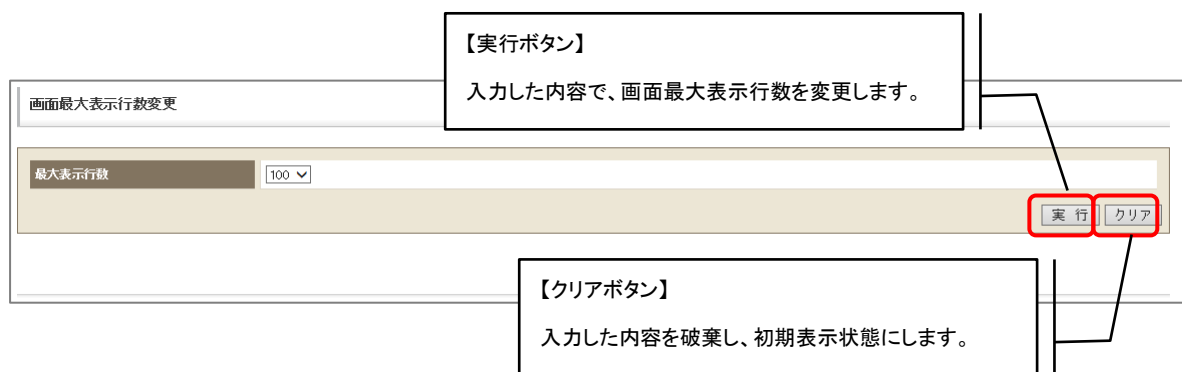 【実行ボタン】
入力した内容で、画面最大表示行数を変更します。
画面最大表示行数変更
最大表示行数
100
実 行
クリア
【クリアボタン】
入力した内容を破棄し、初期表示状態にします。